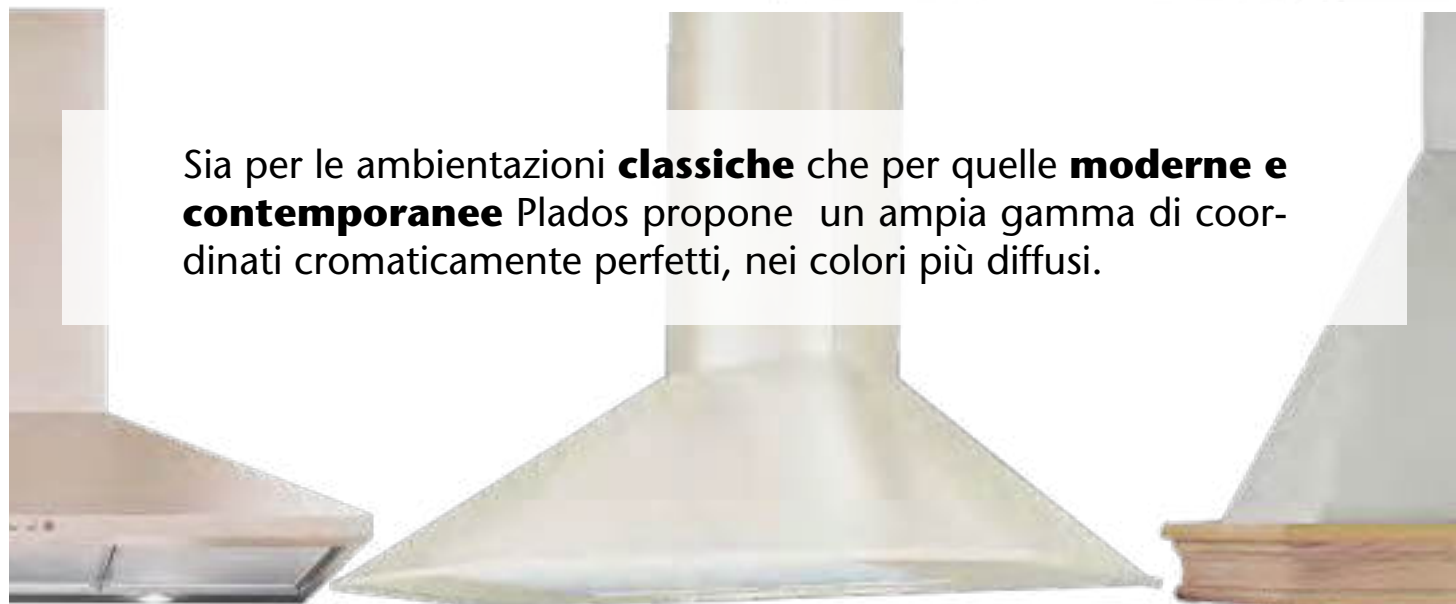 Sia per le ambientazioni classiche che per quelle moderne e
contemporanee Plados propone  un ampia gamma di coor-
dinati cromaticamente perfetti, nei colori più diffusi.